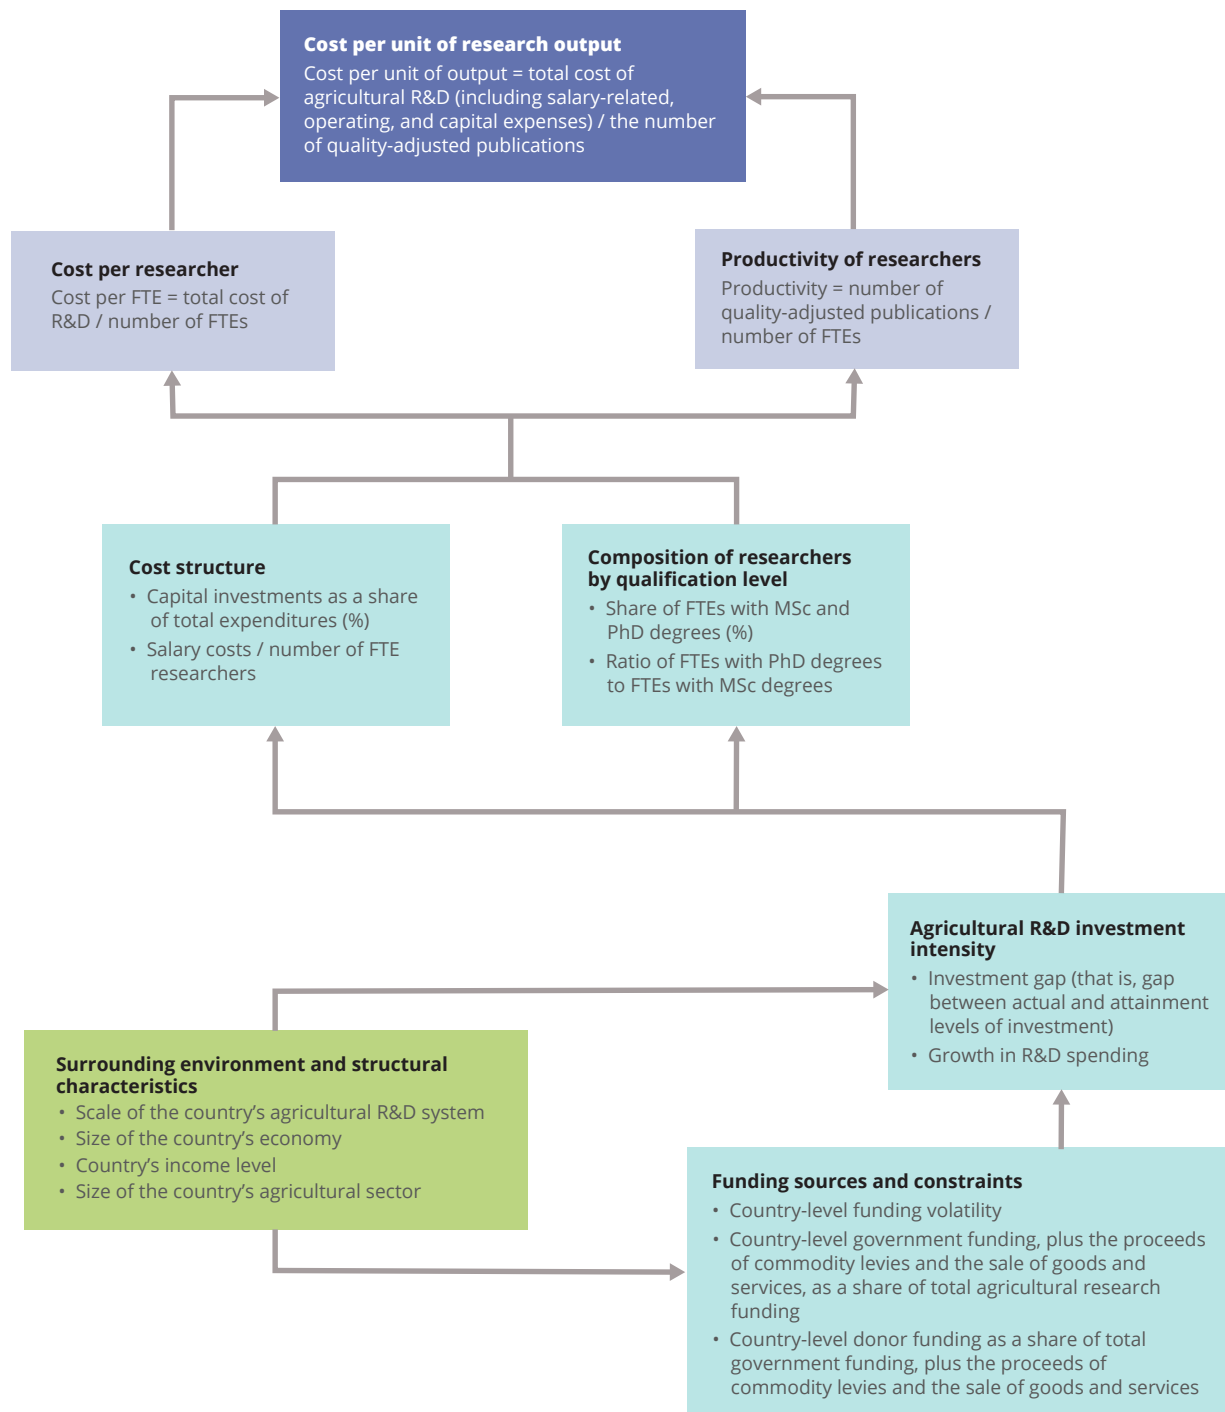 Cost per unit of research output
Cost per unit of output = total cost of
agricultural R&D (including salary-related,
operating, and capital expenses) / the number
of quality-adjusted publications
Cost per researcher
Cost per FTE = total cost of
R&D / number of FTEs
Productivity of researchers
Productivity = number of
quality-adjusted publications /
number of FTEs
Cost structure
• Capital investments as a share
of total expenditures (%)
• Salary costs / number of FTE
researchers
Composition of researchers
by qualification level
• Share of FTEs with MSc and
PhD degrees (%)
• Ratio of FTEs with PhD degrees
to FTEs with MSc degrees
Agricultural R&D investment
intensity
• Investment gap (that is, gap
between actual and attainment
levels of investment)
• Growth in R&D spending
Surrounding environment and structural
characteristics
• Scale of the country’s agricultural R&D system
• Size of the country’s economy
• Country’s income level
• Size of the country’s agricultural sector
Funding sources and constraints
• Country-level funding volatility
• Country-level government funding, plus the proceeds
of commodity levies and the sale of goods and
services, as a share of total agricultural research
funding
• Country-level donor funding as a share of total
government funding, plus the proceeds of
commodity levies and the sale of goods and services